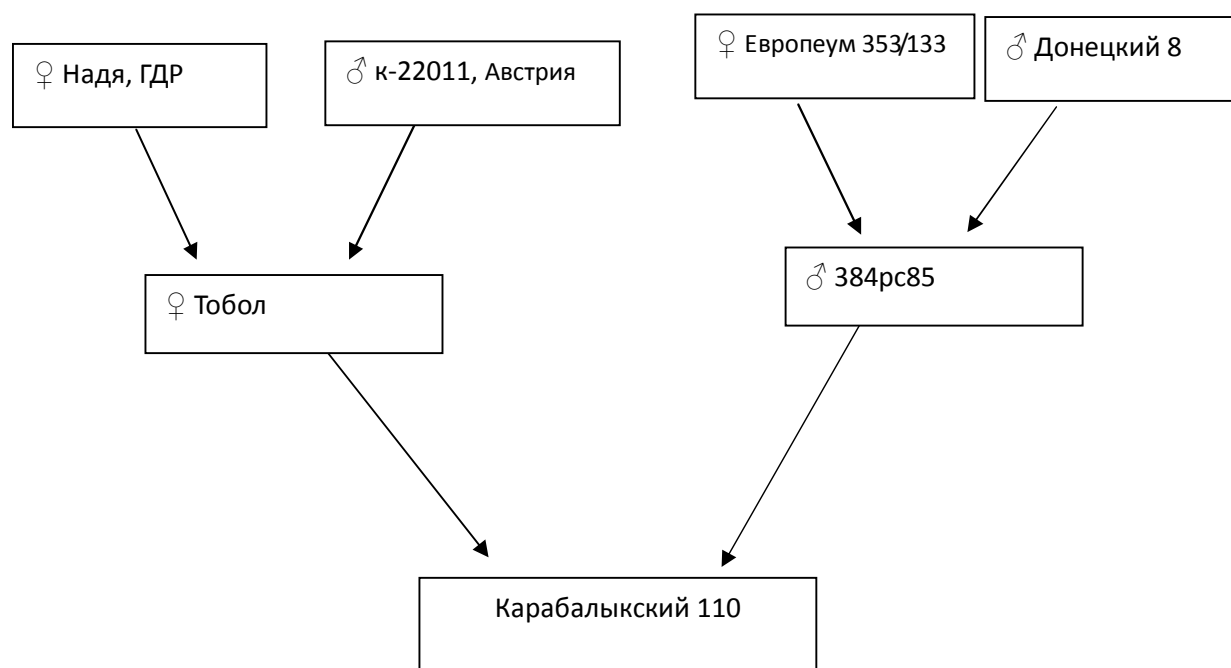 ♀ Надя, ГДР
♂ к-22011, Австрия
♀ Европеум 353/133
♂ Донецкий 8
♀ Тобол
♂ 384рс85
Карабалыкский 110